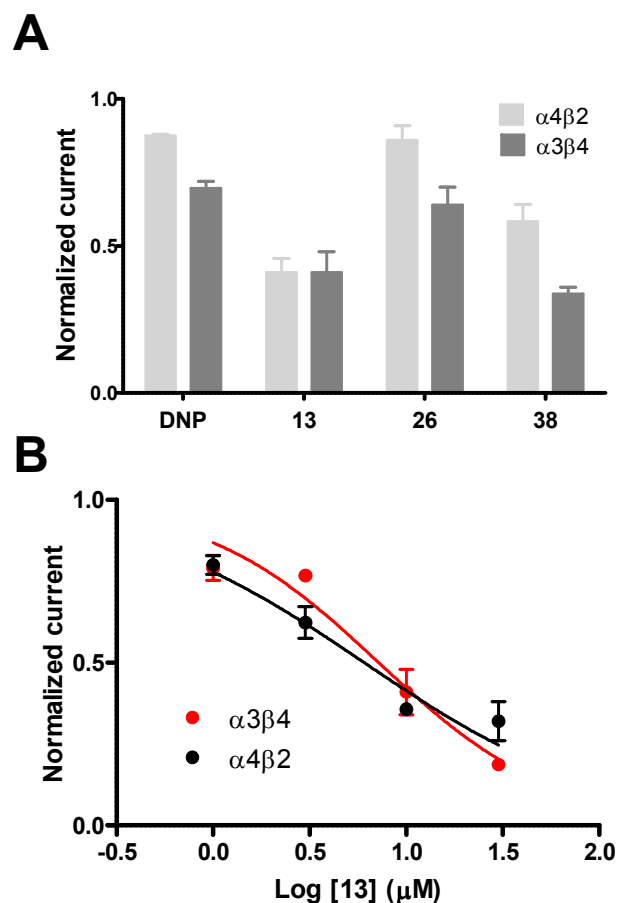 A
1.0
α4β2
α3β4
0.5
0.0
Normalized current
DNP 13 26 38
B
1.0
0.5
0.0
Normalized current
α3β4
α4β2
-0.5 0.0 0.5 1.0 1.5 2.0
Log [13] (μM)